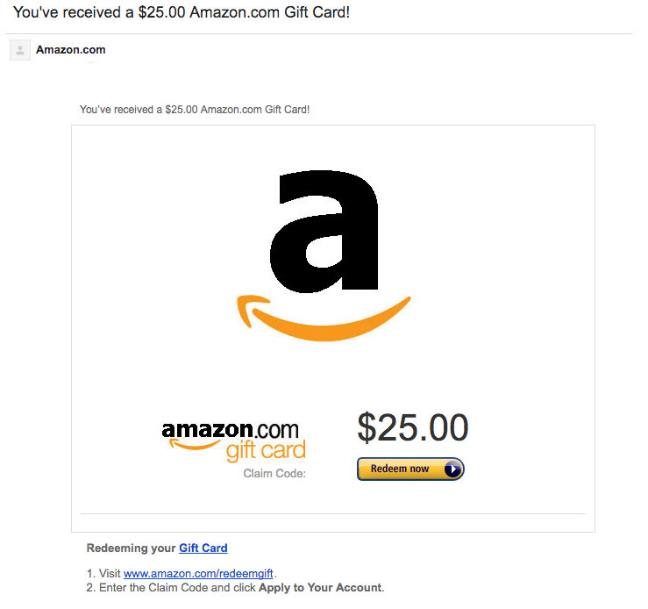 You've received a $25.00 Amazon.com Gift Card!
Amazon.com
You've received a $25.00 Amazon.com Gift Card!
a
amazon.com
gift card
Claim Code:
$25.00
Redeem now
Redeeming your Gift Card
1. Visit www.amazon.com/redeemgift.
2. Enter the Claim Code and click Apply to Your Account.